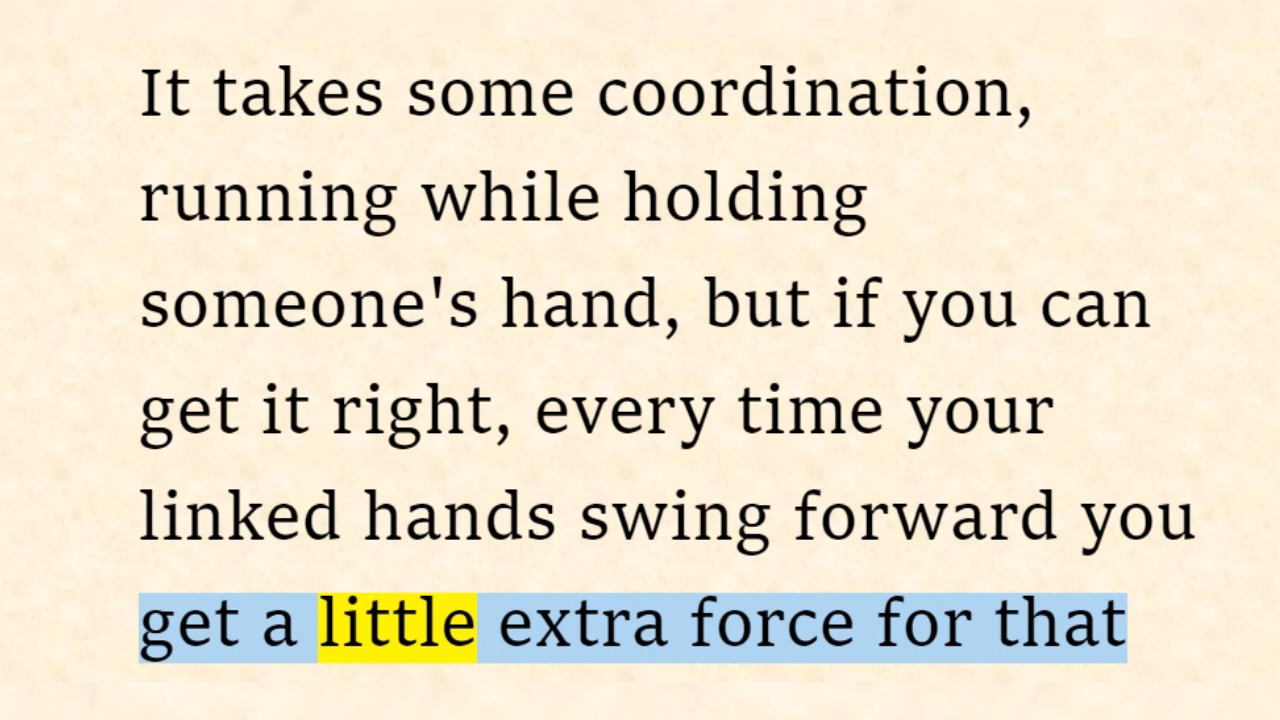 It takes some coordination,
running while holding
someone's hand, but if you can
get it right, every time your
linked hands swing forward you
get a little extra force for that